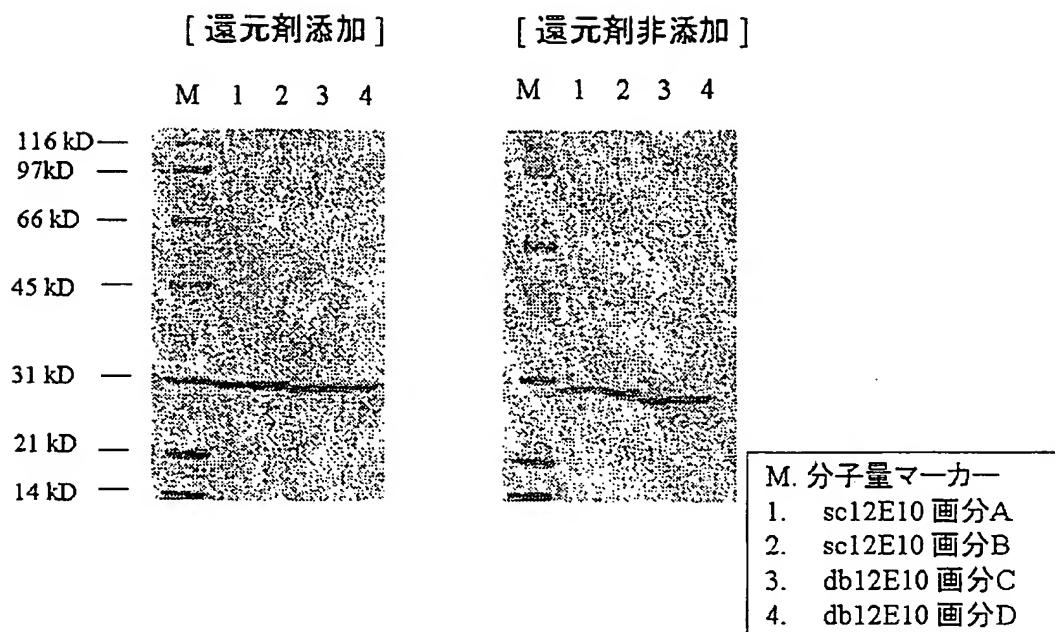 [ 還元剤添加 ]
[ 還元剤非添加 ]
M 1 2 3 4
M 1 2 3 4
116 kD
97kD
66 kD
45 kD
31 kD
21 kD
14 kD
M. 分子量マーカー
1. sc12E10 画分A
2. sc12E10 画分B
3. db12E10 画分C
4. db12E10 画分D